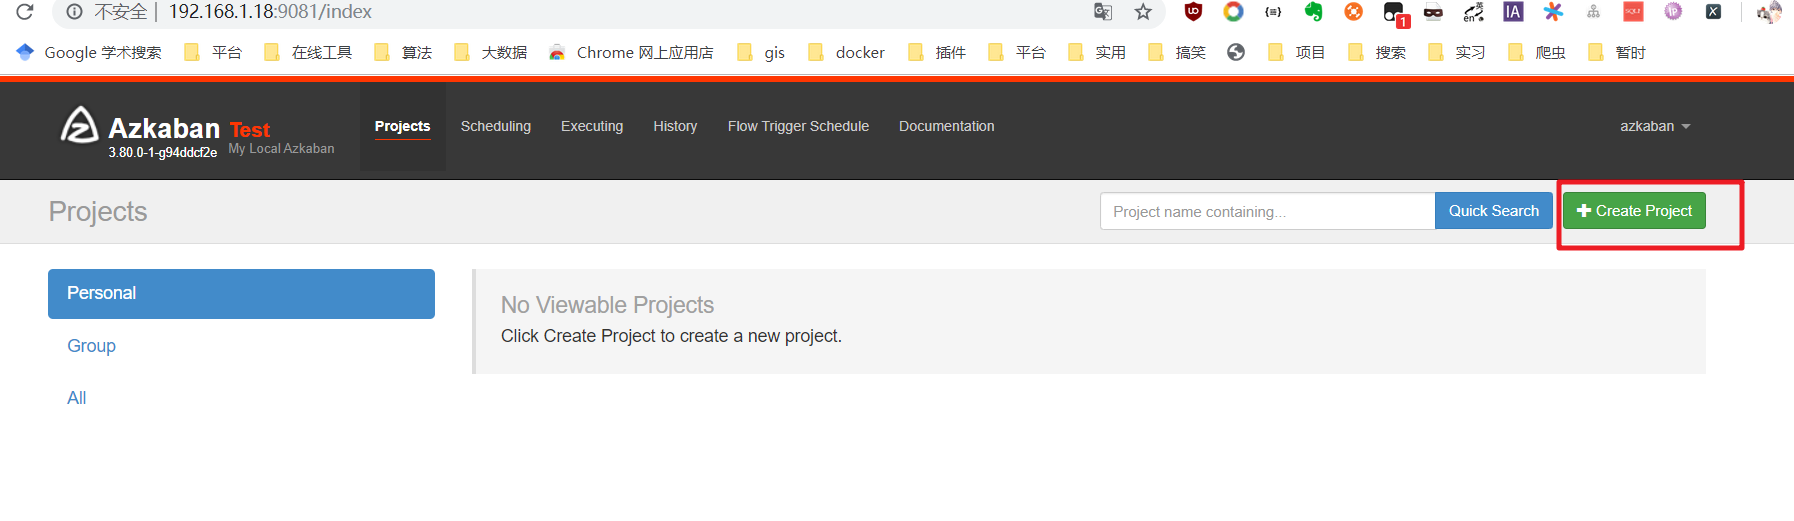 不安全 | 192.168.1.18:9081/index
Google 学术搜索 平台 在线工具 算法 大数据 Chrome 网上应用店 gis docker 插件 平台 实用 搞笑 项目 搜索 实习 爬虫 暂时
Azkaban Test Projects Scheduling Executing History Flow Trigger Schedule Documentation azkaban
3.80.0-1-g94ddcf2e My Local Azkaban
Projects Project name containing... Quick Search Create Project
Personal
No Viewable Projects
Click Create Project to create a new project.
Group
All